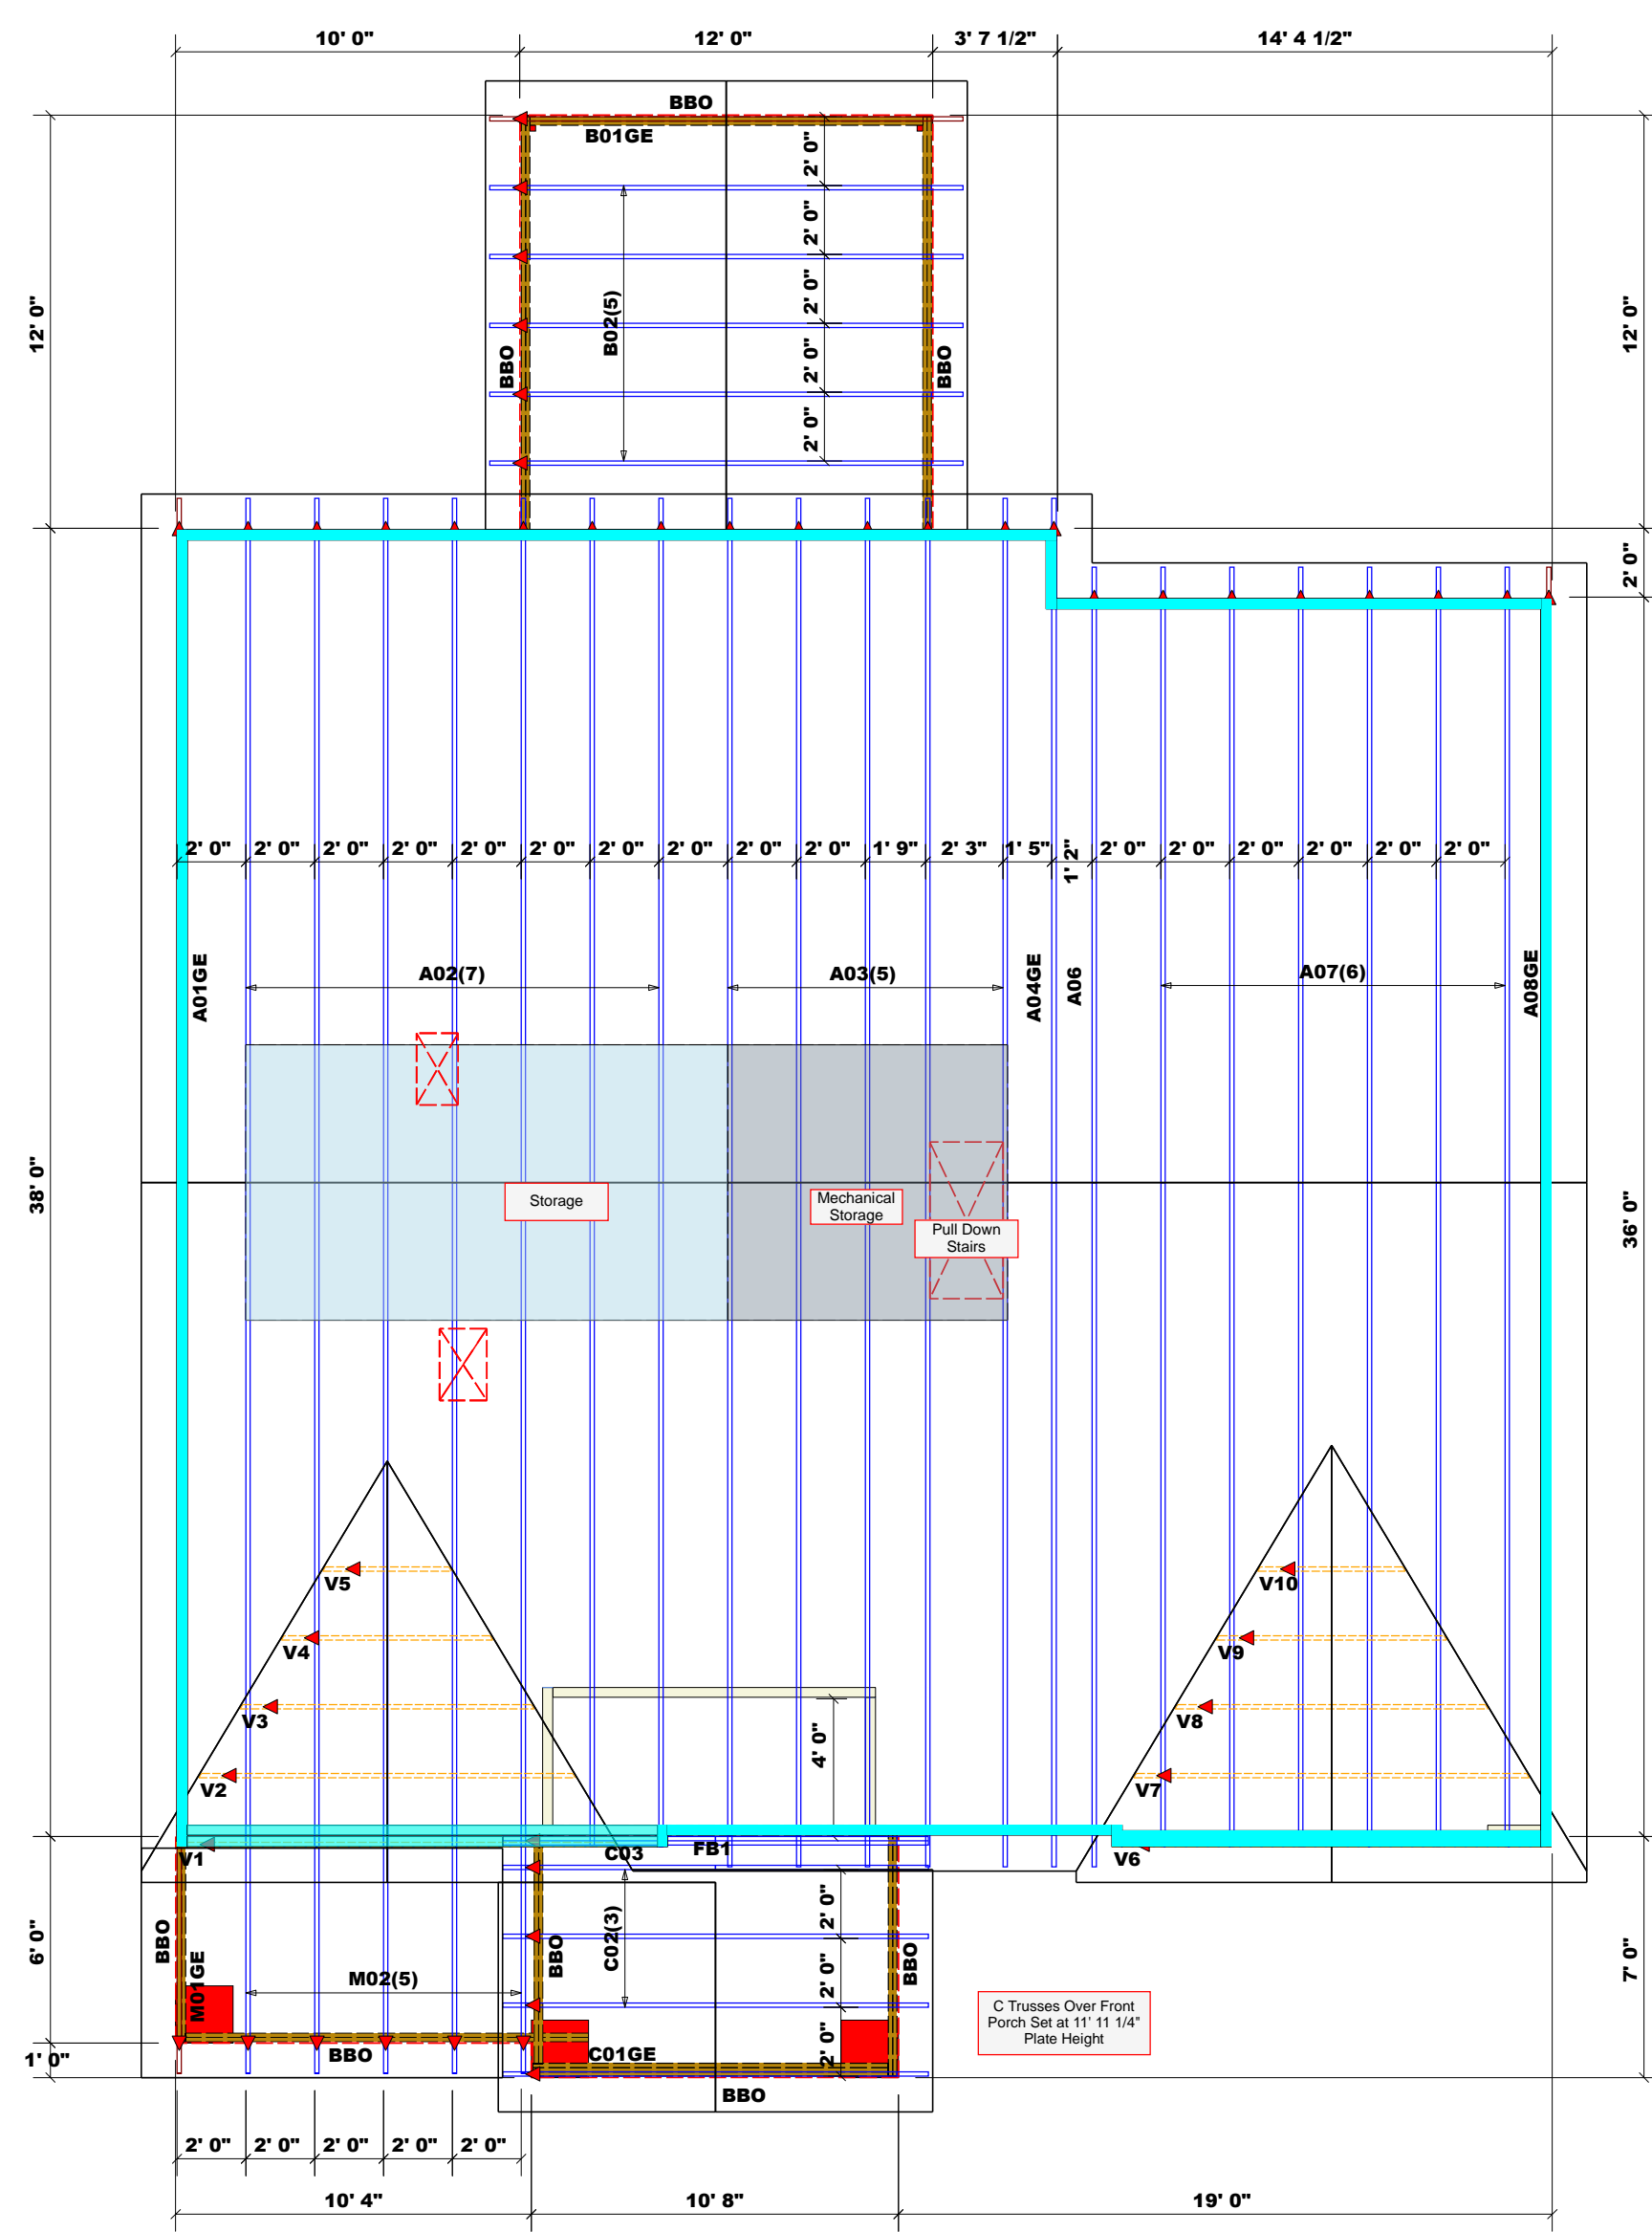 10' 0"
12' 0"
3' 7 1/2"
14' 4 1/2"
BBO
B01GE
2' 0"
2' 0"
2' 0"
2' 0"
2' 0"
B02(5)
BBO
BBO
12' 0"
12' 0"
2' 0"
2' 0"
2' 0"
2' 0"
2' 0"
2' 0"
2' 0"
2' 0"
2' 0"
2' 0"
2' 0"
1' 9"
2' 3"
1' 5"
1' 2"
2' 0"
2' 0"
2' 0"
2' 0"
2' 0"
2' 0"
A01GE
A02(7)
A03(5)
A04GE
A06
A07(6)
A08GE
38' 0"
36' 0"
Storage
Mechanical
Storage
Pull Down
Stairs
V5
V10
V4
V9
V3
V8
4' 0"
V2
V7
V1
C03
FB1
V6
6' 0"
BBO
M01GE
M02(5)
BBO
C02(3)
2' 0"
2' 0"
2' 0"
BBO
7' 0"
C Trusses Over Front
Porch Set at 11' 11 1/4"
Plate Height
1' 0"
BBO
C01GE
BBO
2' 0"
2' 0"
2' 0"
2' 0"
2' 0"
10' 4"
10' 8"
19' 0"